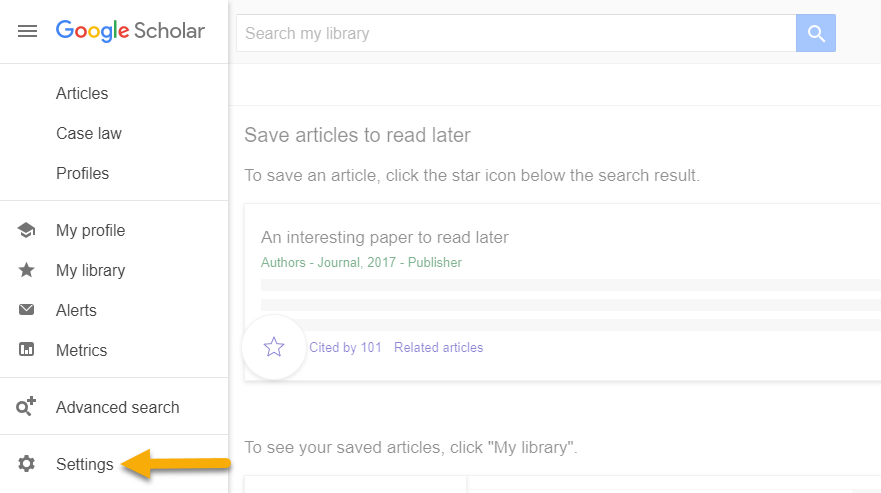 Google Scholar
Search my library
Articles
Case law
Profiles
My profile
My library
Alerts
Metrics
Advanced search
Settings
Save articles to read later
To save an article, click the star icon below the search result.
An interesting paper to read later
Authors - Journal, 2017 - Publisher
Cited by 101 Related articles
To see your saved articles, click "My library".